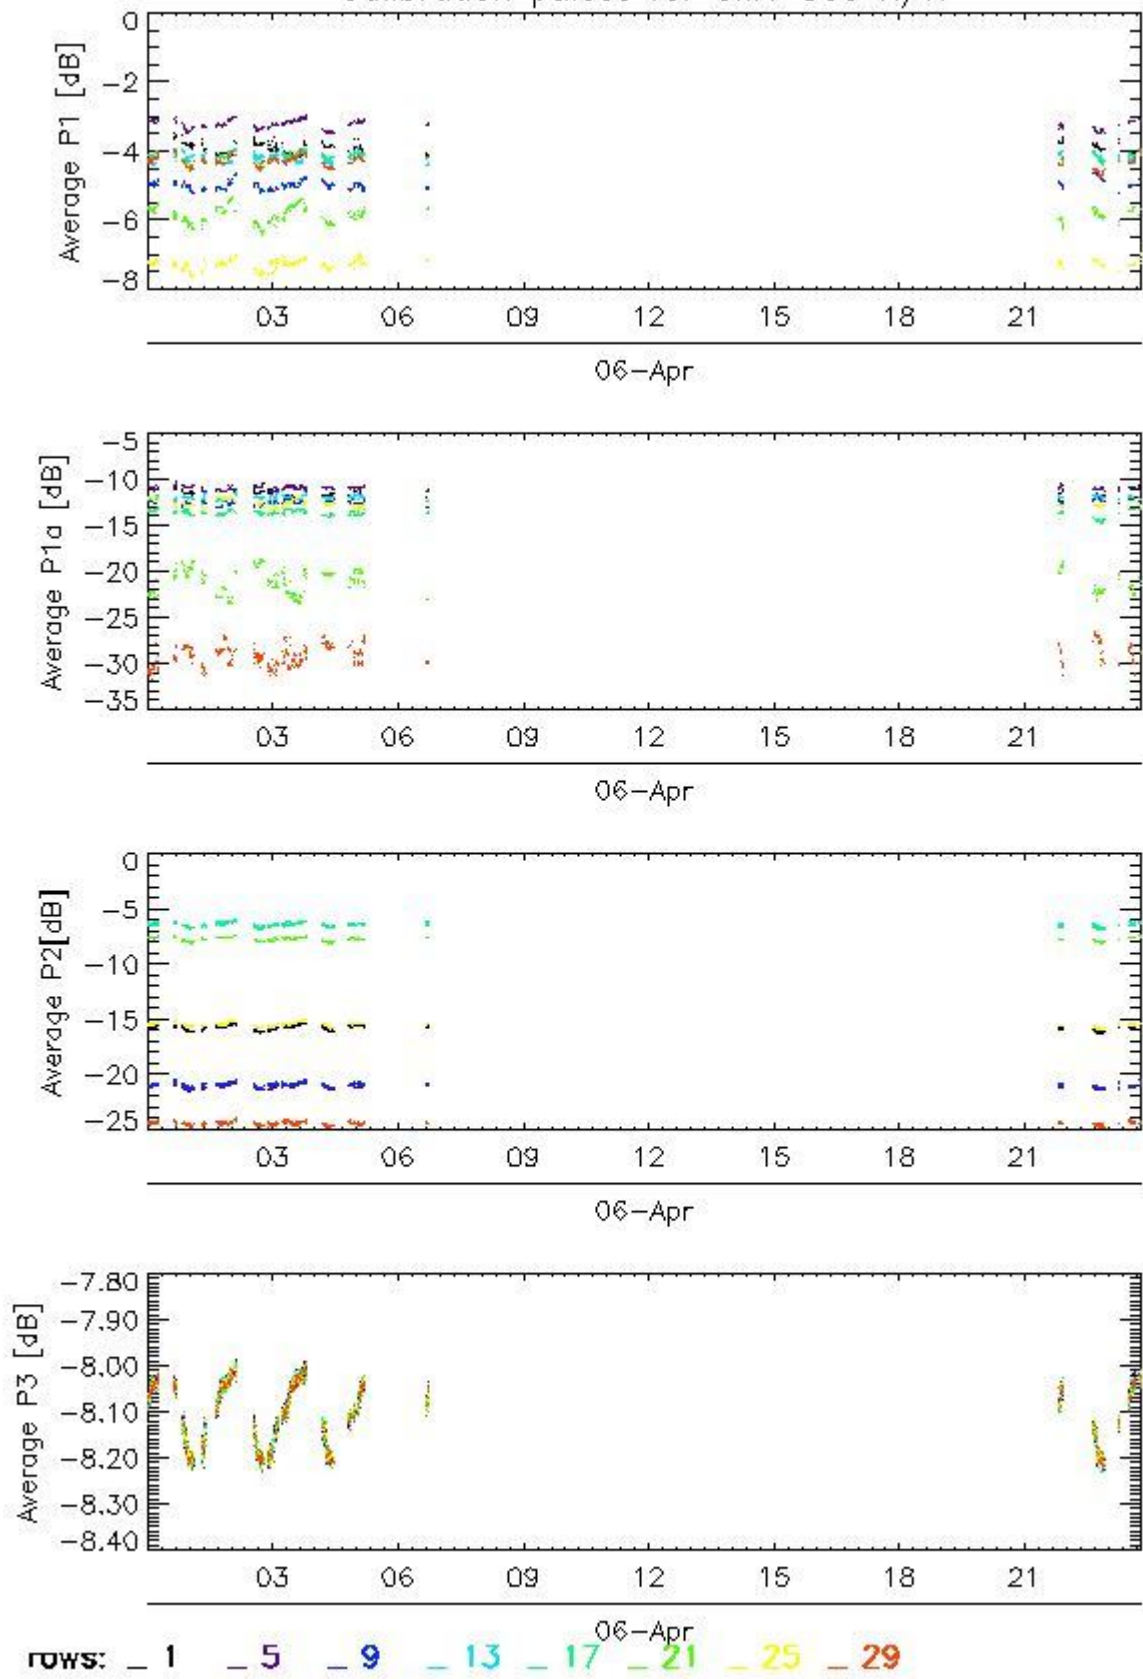 0
-2
-4
-6
-8
Average P1 [dB]
03 06 09 12 15 18 21
06-Apr
-5
-10
-15
-20
-25
-30
-35
Average P1a [dB]
03 06 09 12 15 18 21
06-Apr
0
-5
-10
-15
-20
-25
Average P2[dB]
03 06 09 12 15 18 21
06-Apr
-7.80
-7.90
-8.00
-8.10
-8.20
-8.30
-8.40
Average P3 [dB]
03 06 09 12 15 18 21
06-Apr
rows: _ 1 _ 5 _ 9 _ 13 _ 17 _ 21 _ 25 _ 29